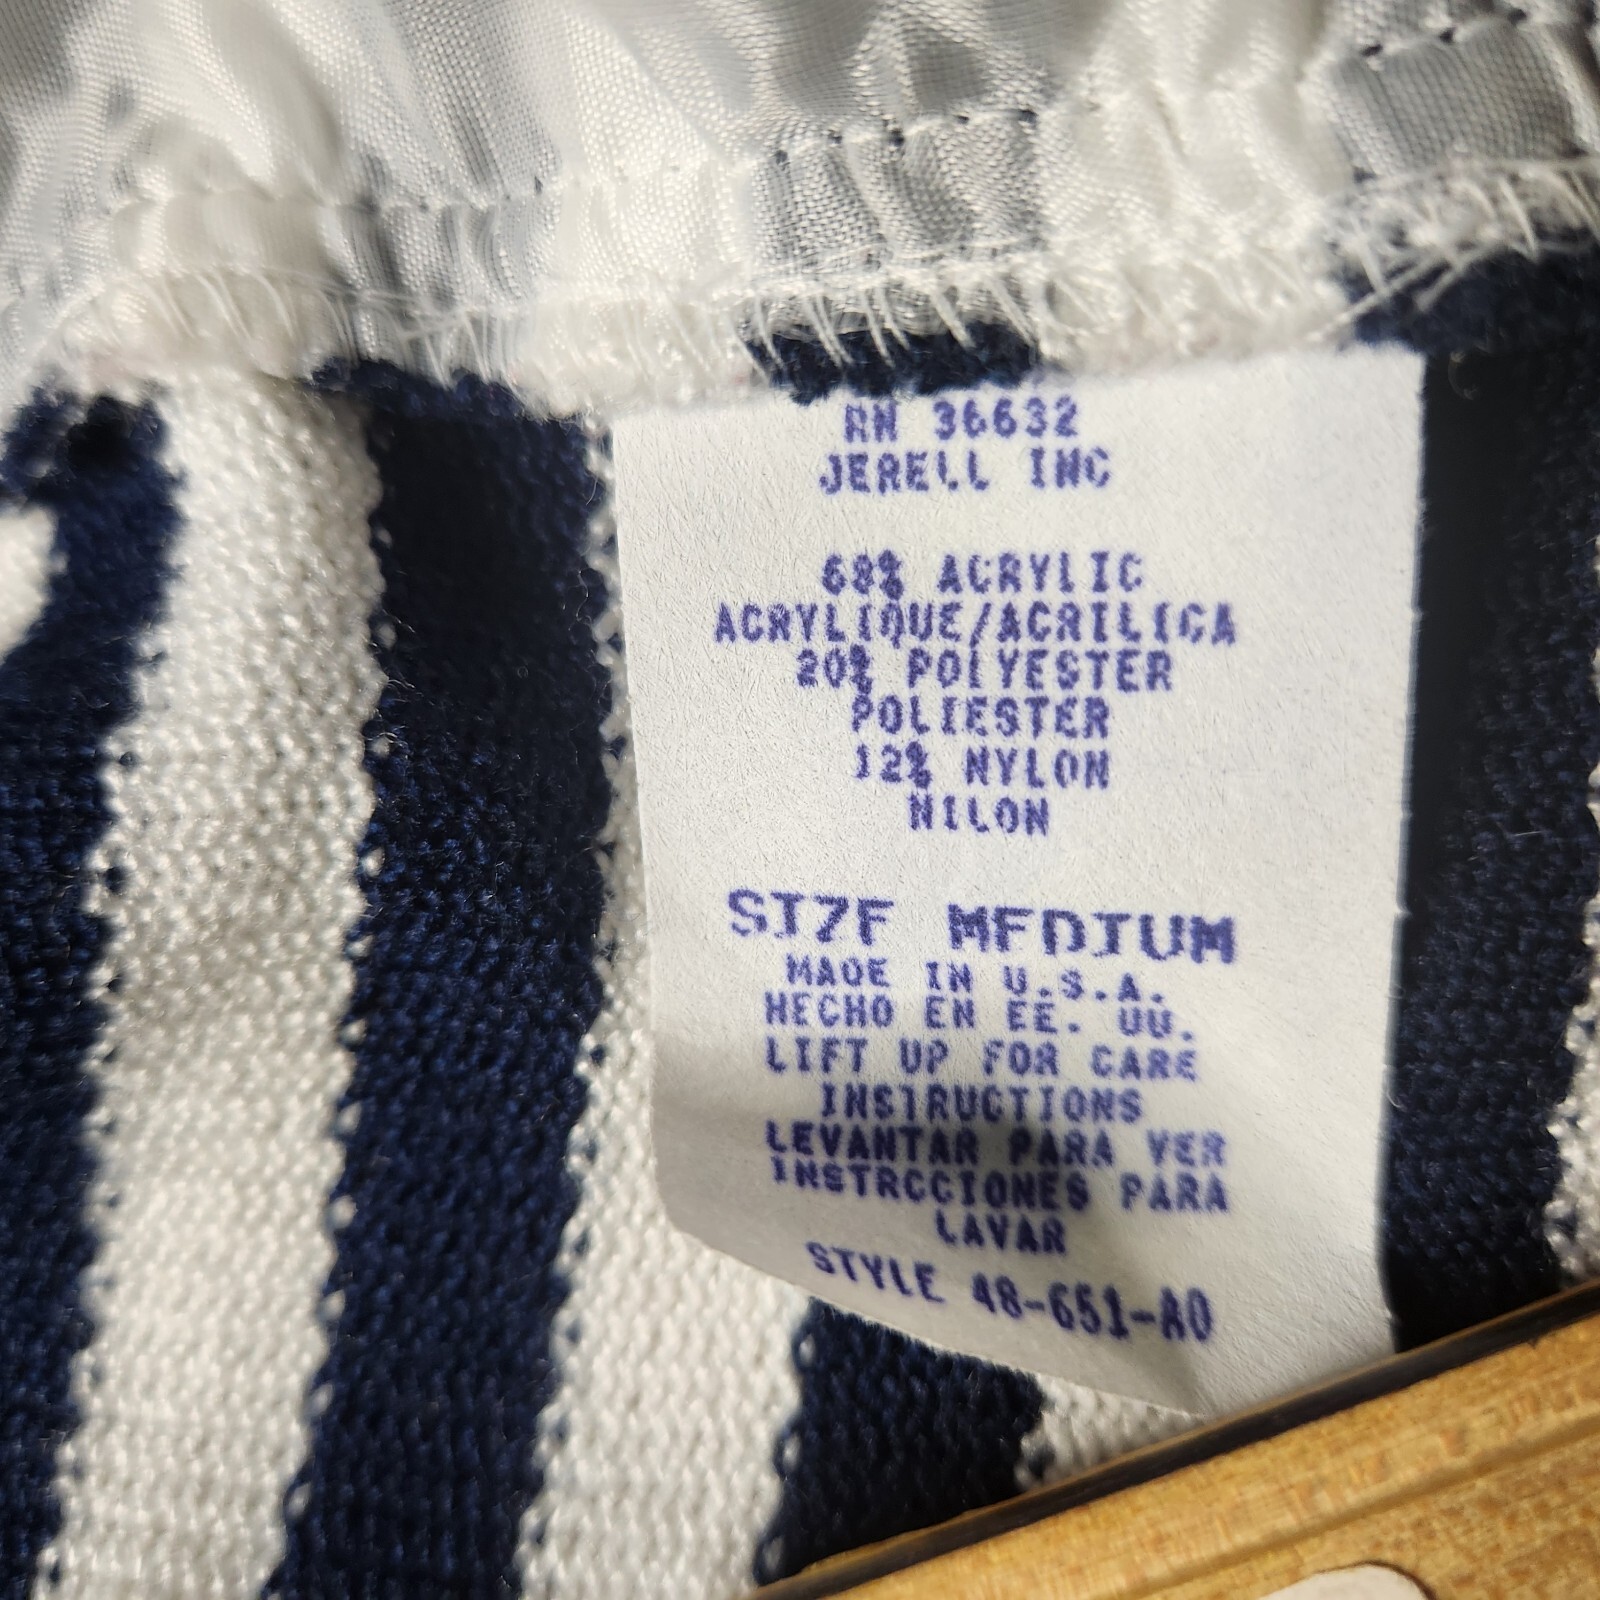 RN 36632
JERELL INC
68% ACRYLIC
ACRYLIQUE/ACRILICA
20% POLYESTER
POLIESTER
12% NYLON
NILON
SIZE MEDIUM
MADE IN U.S.A.
HECHO EN EE. UU.
LIFT UP FOR CARE
INSTRUCTIONS
LEVANTAR PARA VER
INSTRCCIONES PARA
LAVAR
STYLE 48-651-A0